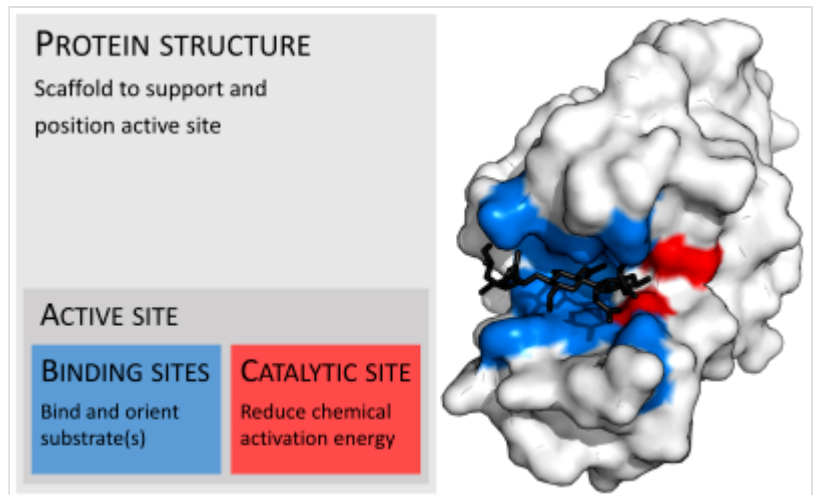 PROTEIN STRUCTURE
Scaffold to support and
position active site
ACTIVE SITE
BINDING SITES
Bind and orient
substrate(s)
CATALYTIC SITE
Reduce chemical
activation energy